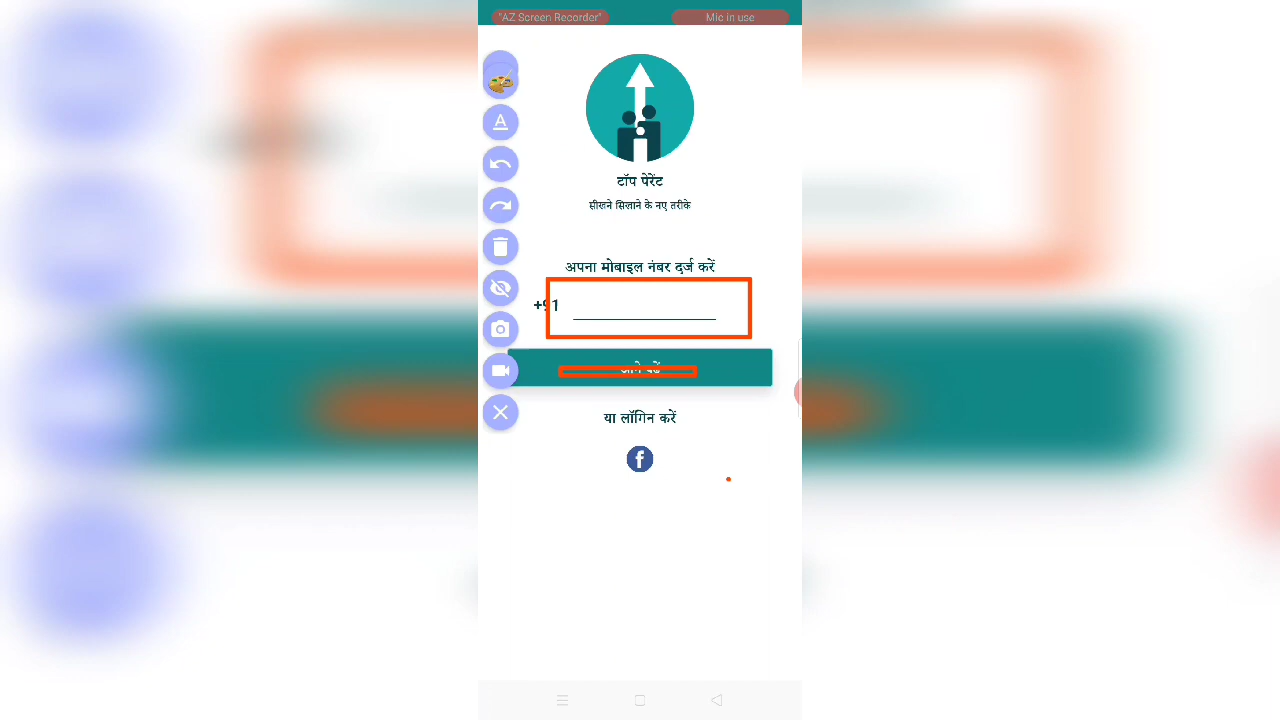 "AZ Screen Recorder"
Mic in use
टॉप पेरेंट
सीखने सिखाने के नए तरीके
अपना मोबाइल नंबर दर्ज करें
+91
या लॉगिन करें